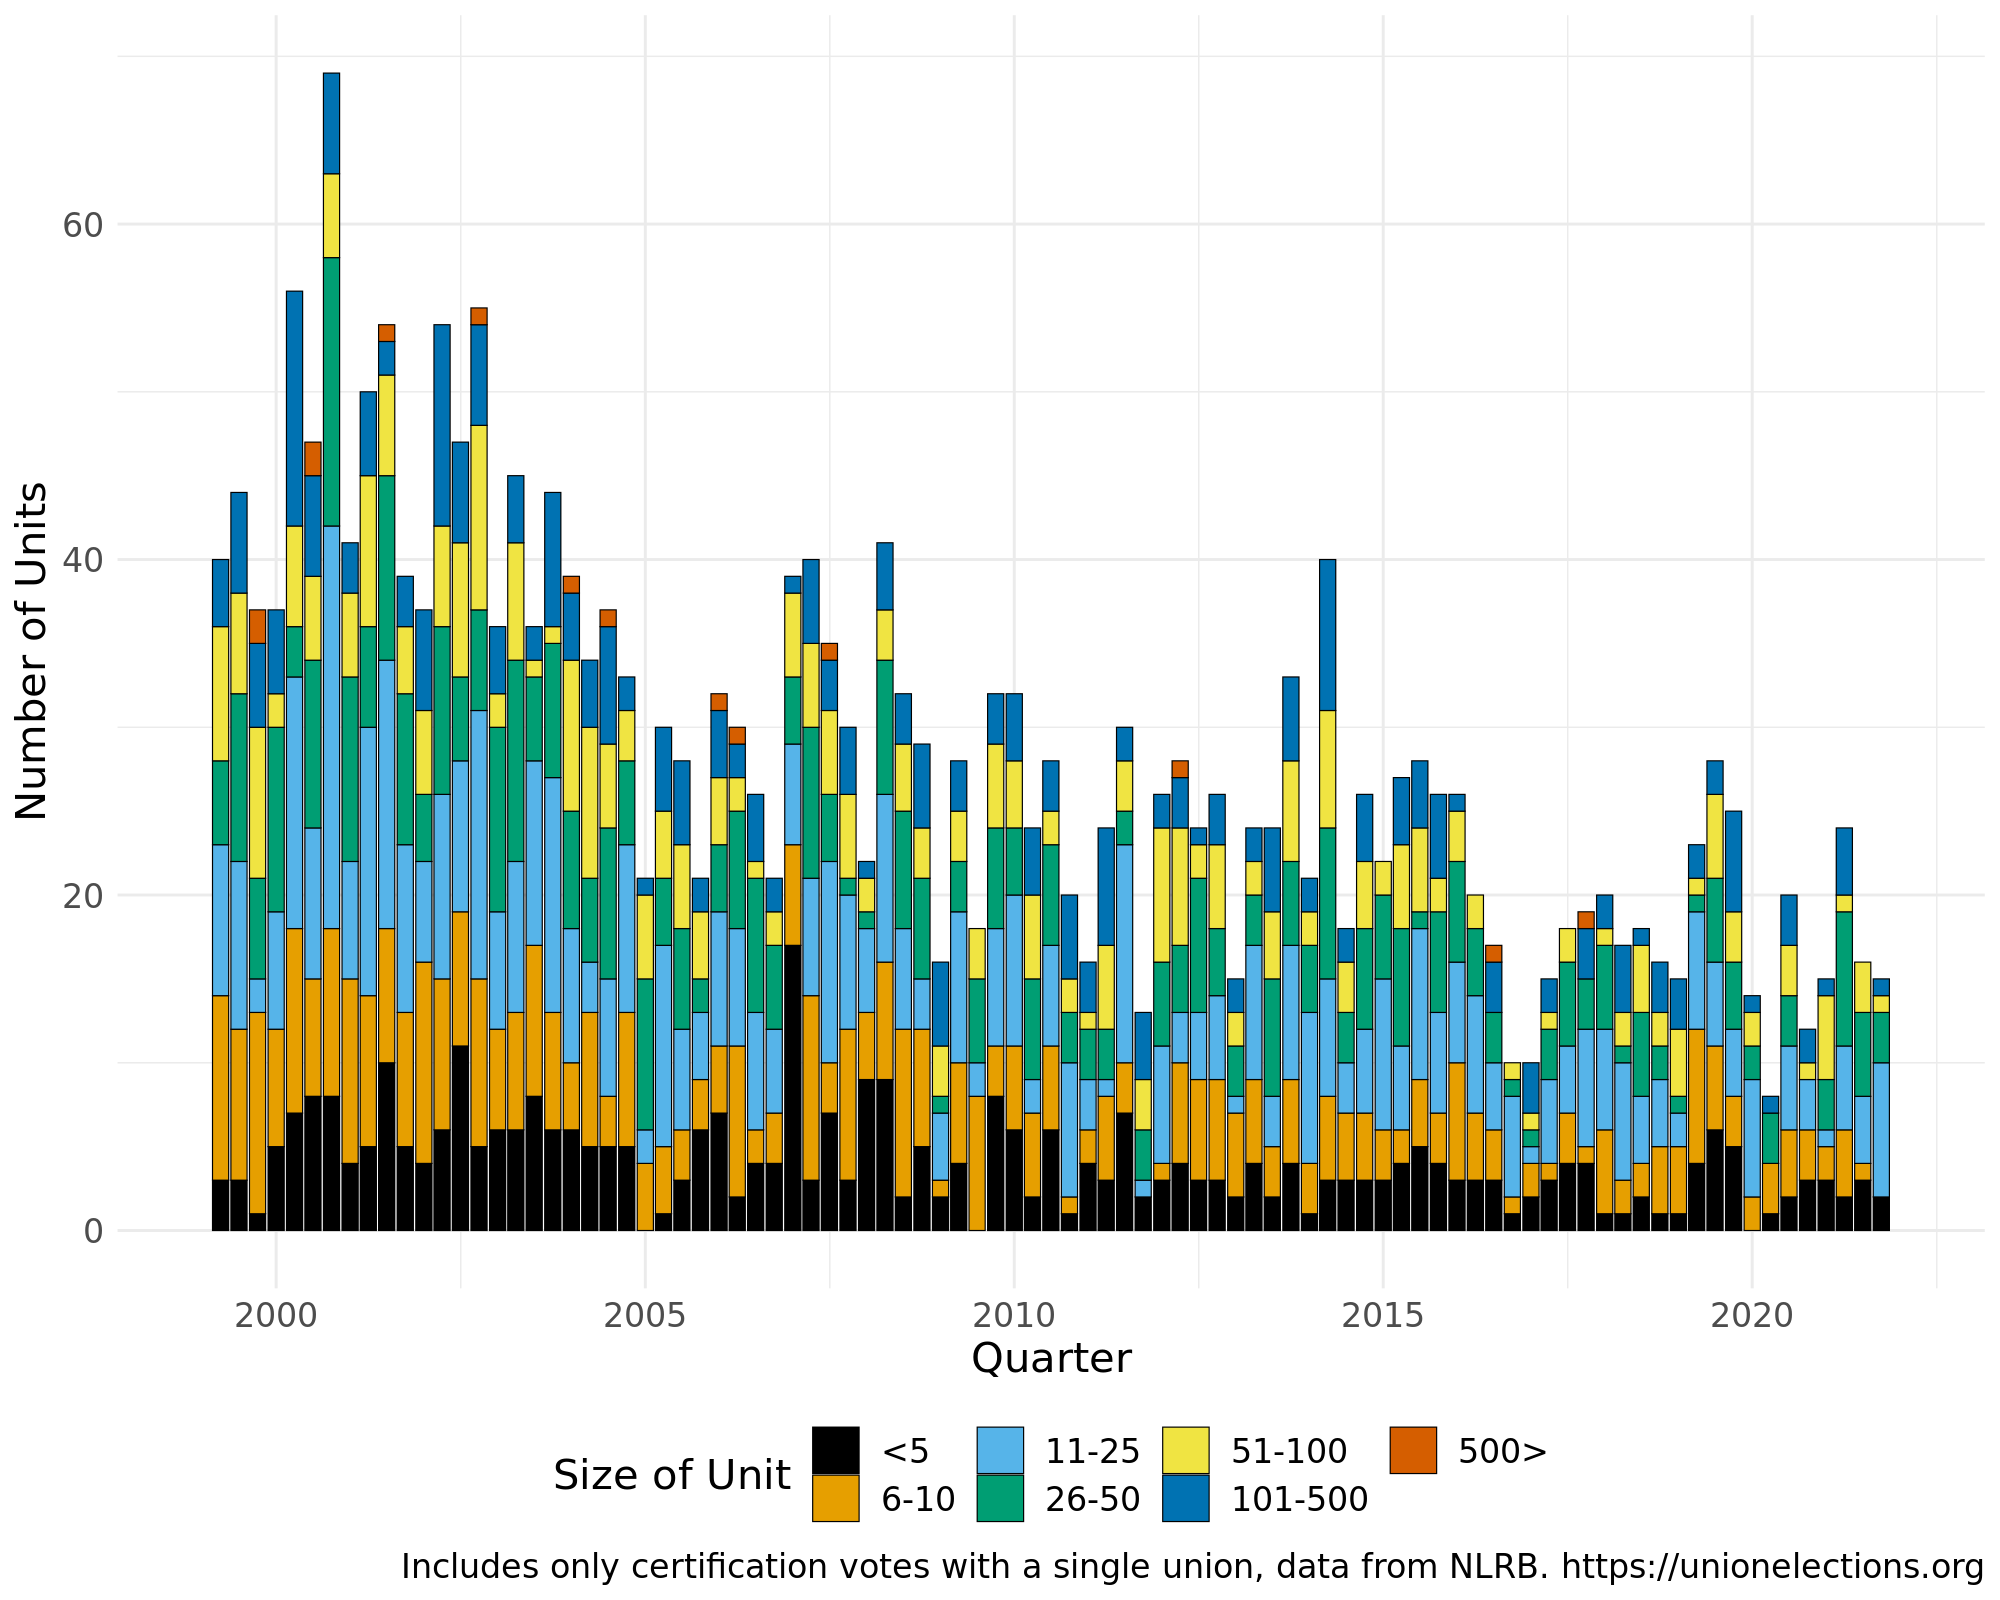 60
40
20
0
Number of Units
2000 2005 2010 2015 2020
Quarter
Size of Unit
<5 11-25 51-100 500>
6-10 26-50 101-500
Includes only certification votes with a single union, data from NLRB. https://unionelections.org